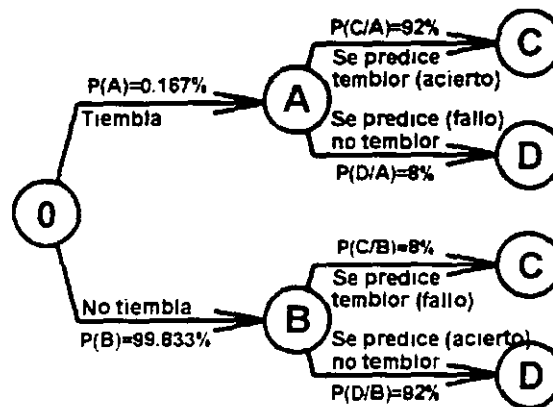 P(C/A)=92%
C
Se predice
temblor (acierto)
P(A)=0.167%
A
Tiembla
Se predice (fallo)
no temblor
D
P(D/A)=8%
0
P(C/B)=8%
C
Se predice
temblor (fallo)
No tiembla
B
P(B)=99.833%
Se predice (acierto)
no temblor
D
P(D/B)=92%